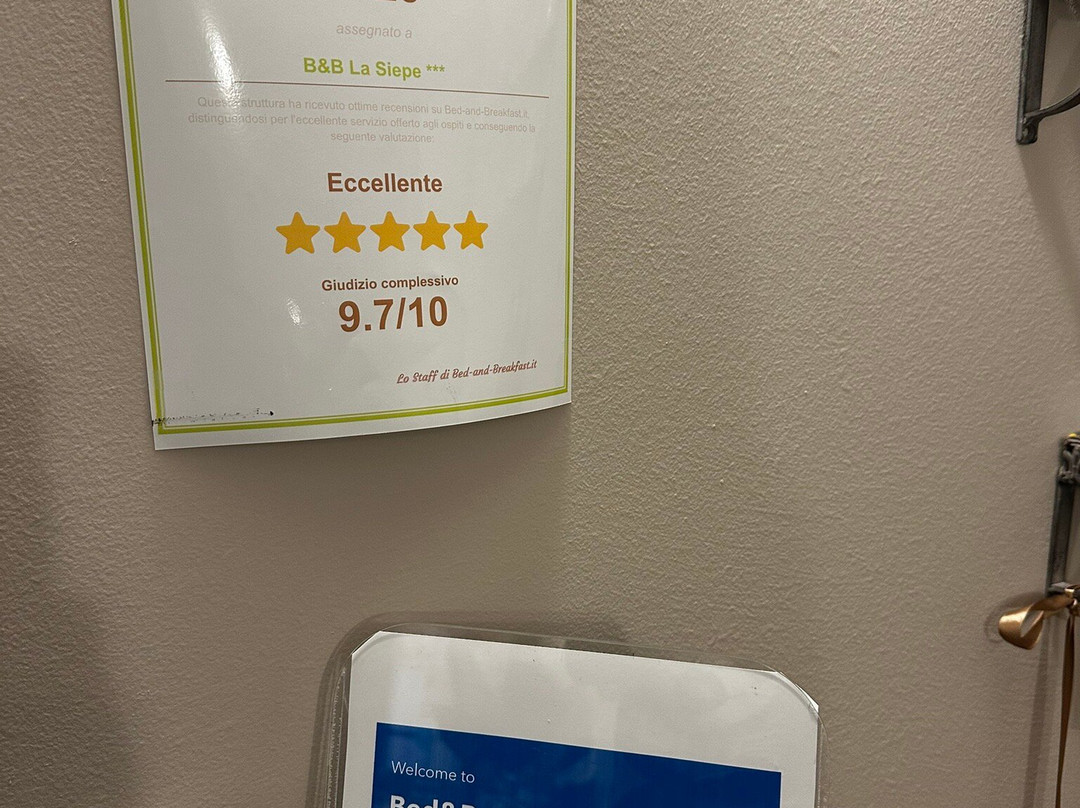 assegnato a
B&B La Siepe ***
Questa struttura ha ricevuto ottime recensioni su Bed-and-Breakfast.it,
distinguendosi per l'eccellente servizio offerto agli ospiti e conseguendo la
seguente valutazione:
Eccellente
Giudizio complessivo
9.7/10
Lo Staff di Bed-and-Breakfast.it
Welcome to